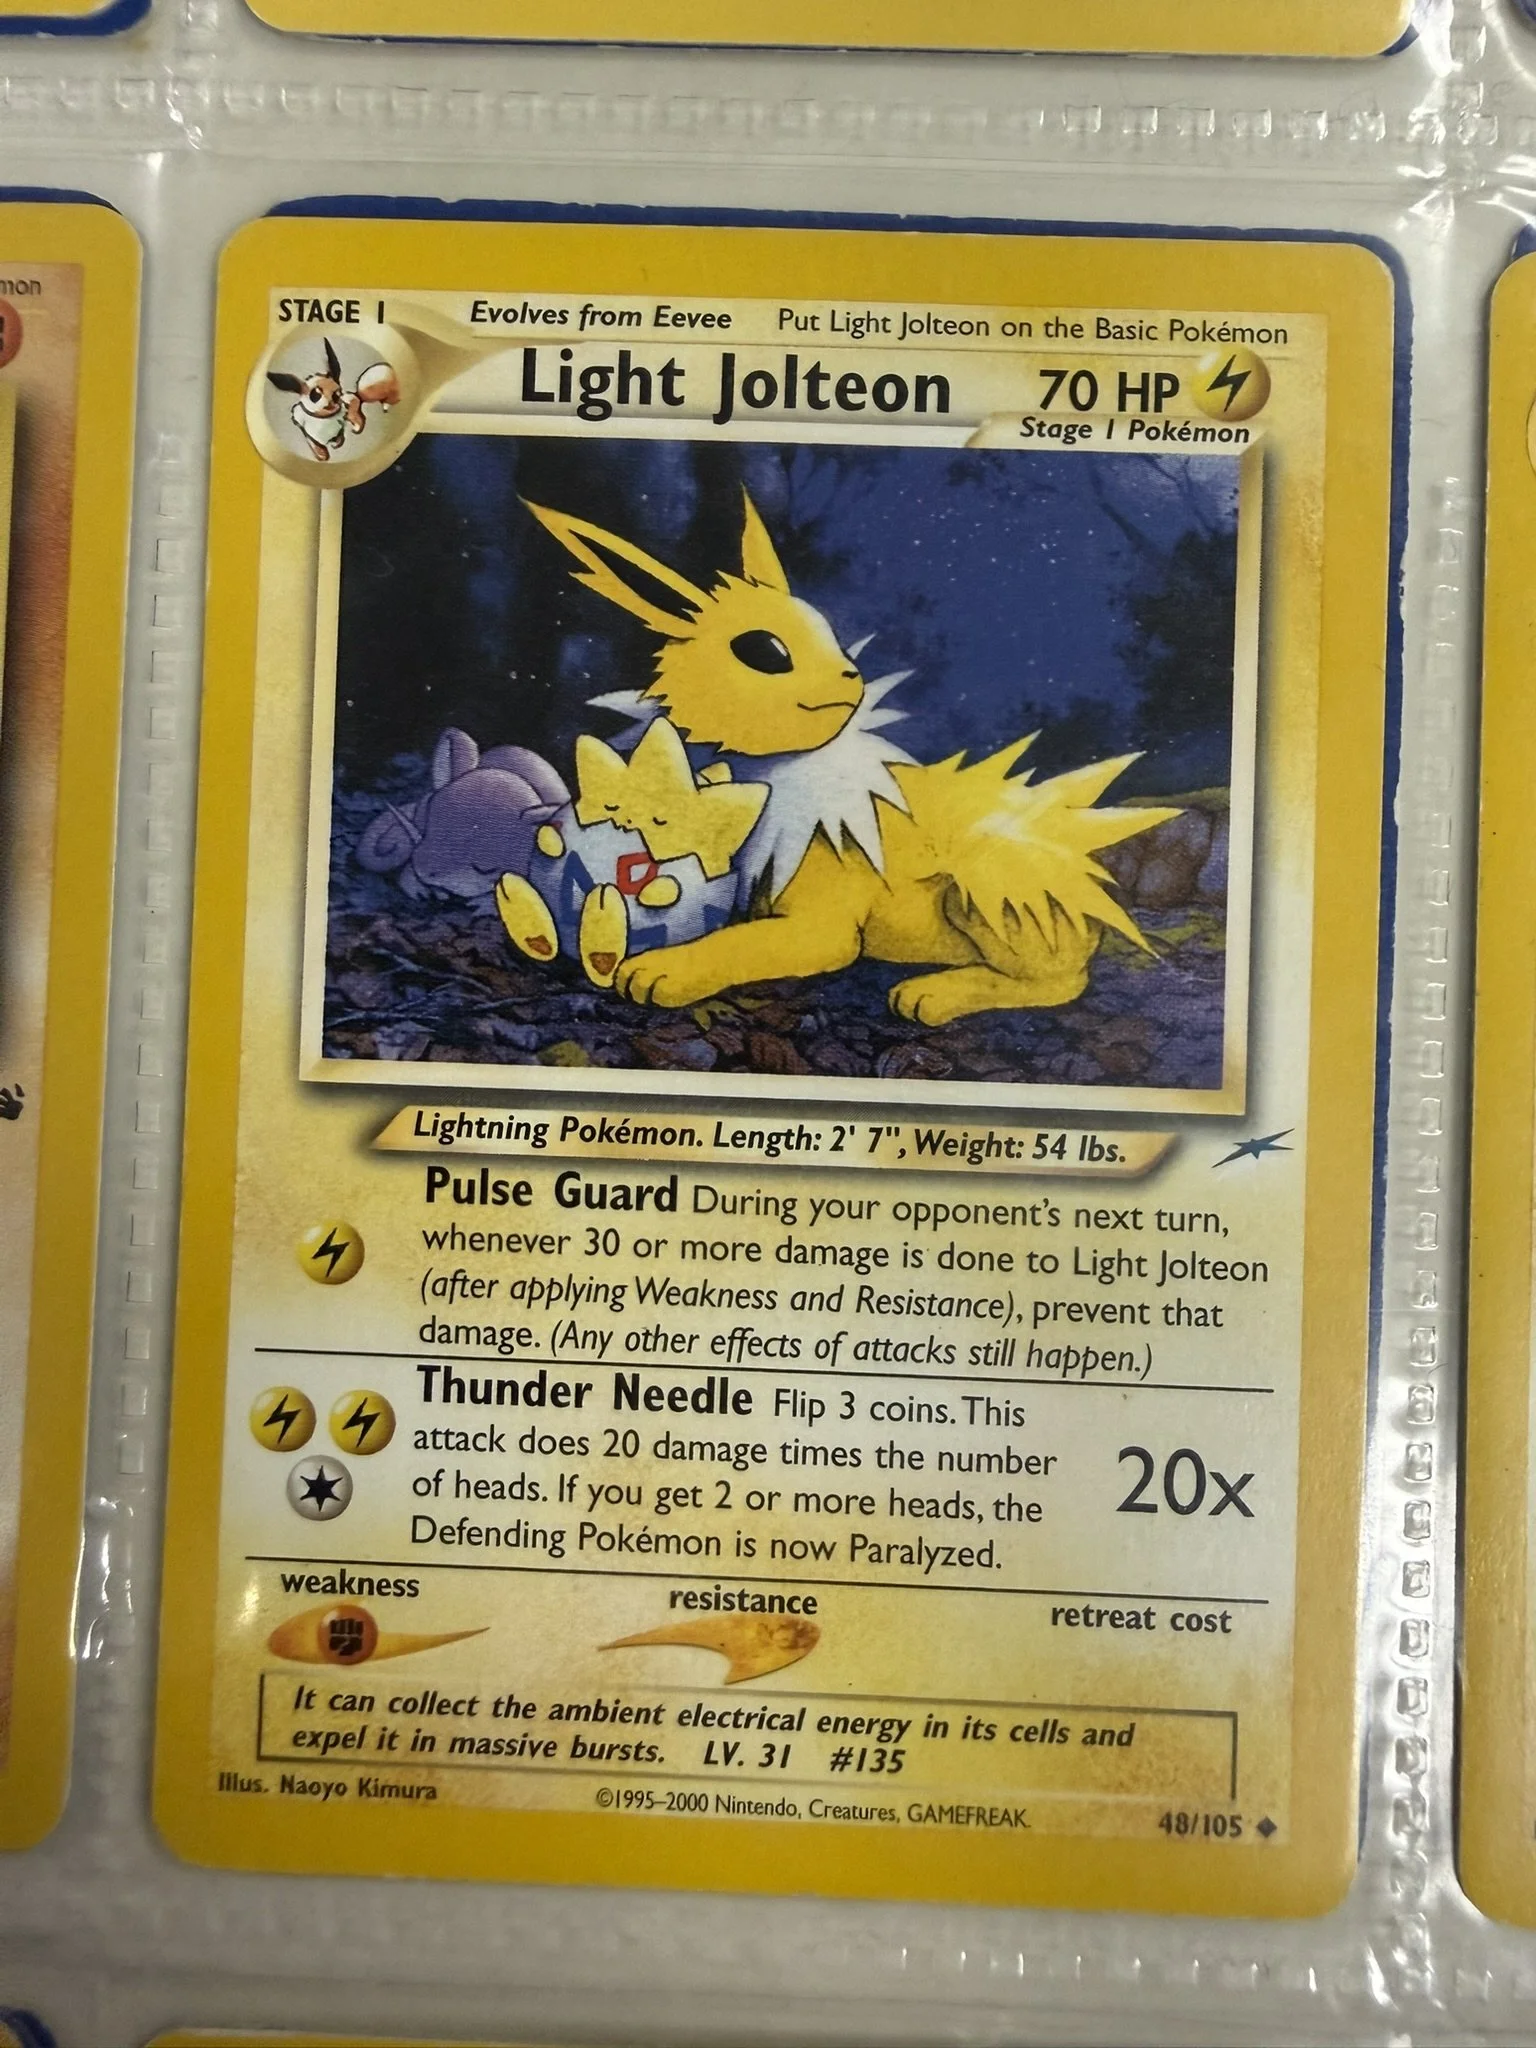 mon
STAGE 1 Evolves from Eevee Put Light Jolteon on the Basic Pokémon
Light Jolteon 70 HP
Stage 1 Pokémon
Lightning Pokémon. Length: 2' 7", Weight: 54 lbs.
Pulse Guard During your opponent's next turn,
whenever 30 or more damage is done to Light Jolteon
(after applying Weakness and Resistance), prevent that
damage. (Any other effects of attacks still happen.)
Thunder Needle Flip 3 coins. This
attack does 20 damage times the number
of heads. If you get 2 or more heads, the
Defending Pokémon is now Paralyzed.
20x
weakness resistance retreat cost
It can collect the ambient electrical energy in its cells and
expel it in massive bursts. LV. 31 #135
Illus. Naoyo Kimura ©1995–2000 Nintendo, Creatures, GAMEFREAK. 48/105